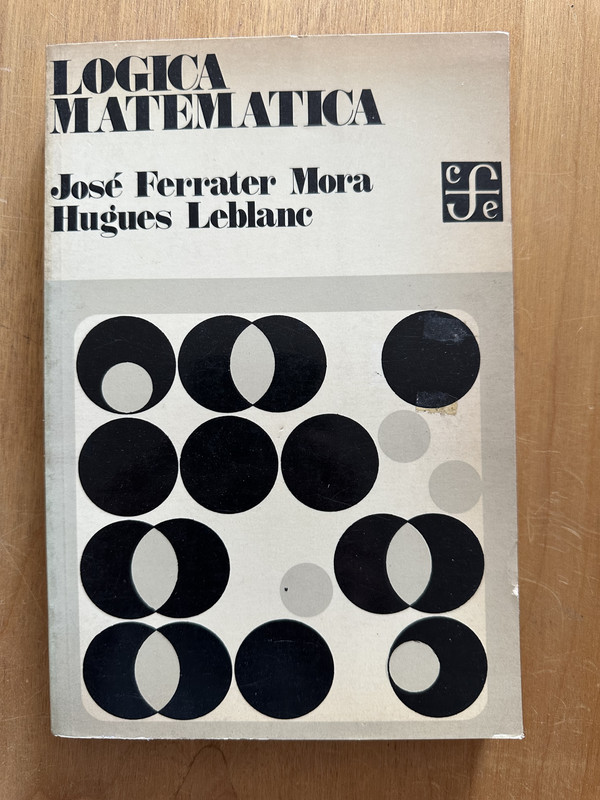 LOGICA
MATEMATICA
José Ferrater Mora
Hugues Leblanc
cfe